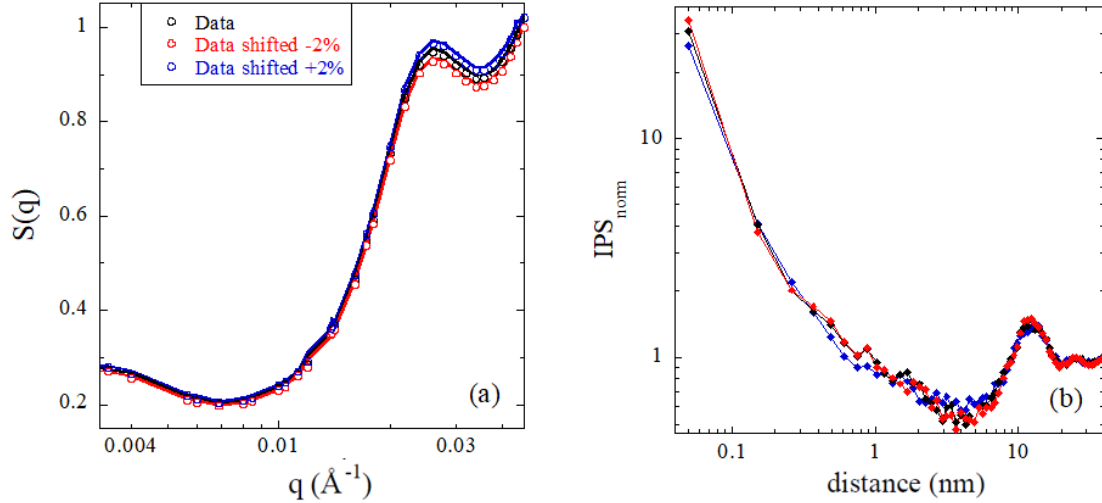 Data
Data shifted -2%
Data shifted +2%
1
0.8
0.6
0.4
0.2
S(q)
(a)
0.004
0.01
0.03
q (Å⁻¹)
10
1
IPSnorm
(b)
0.1
1
10
distance (nm)